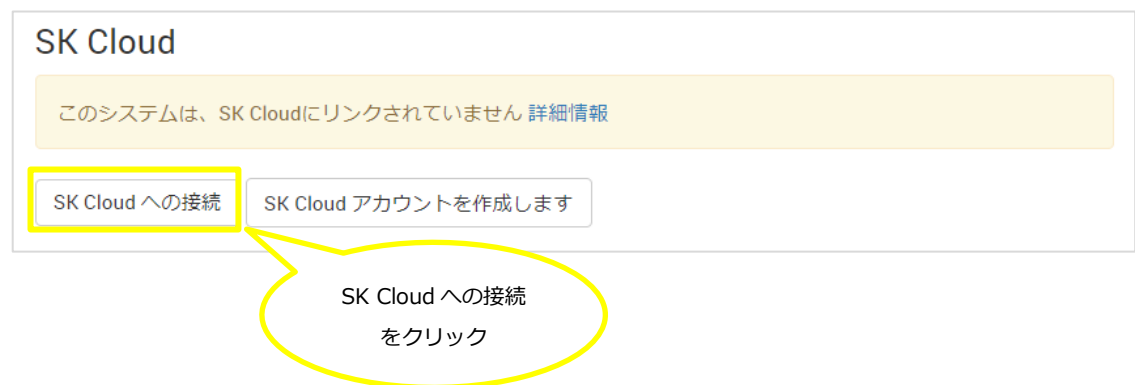 SK Cloud
このシステムは、SK Cloudにリンクされていません 詳細情報
SK Cloud への接続 SK Cloud アカウントを作成します
SK Cloud への接続
をクリック